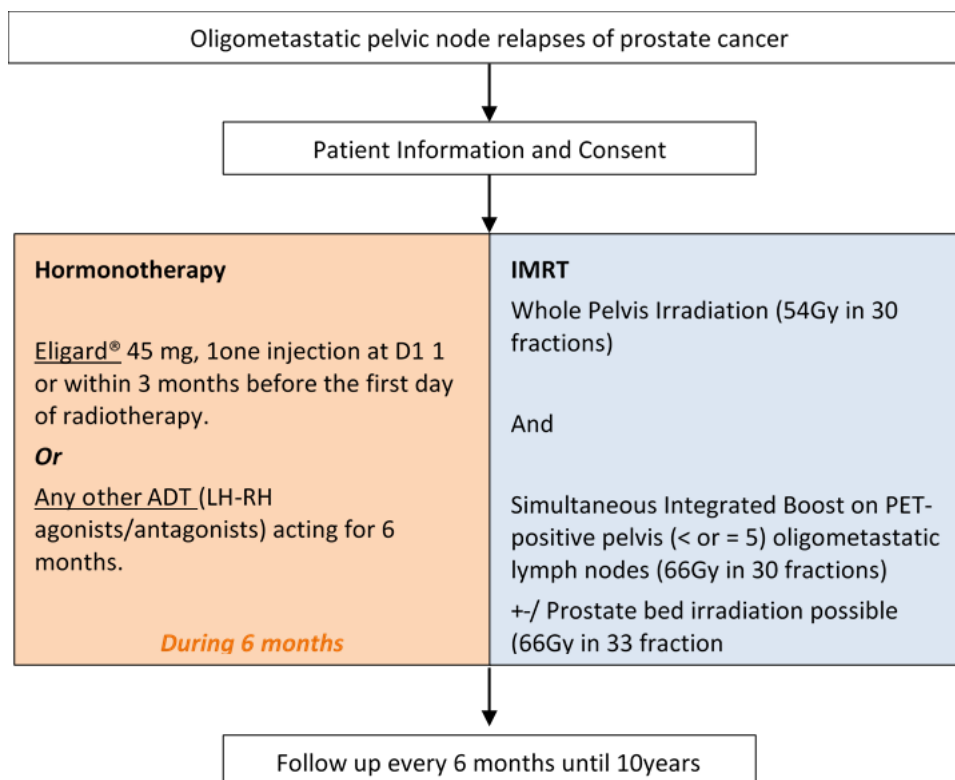 Oligometastatic pelvic node relapses of prostate cancer
Patient Information and Consent
Hormonotherapy
Eligard® 45 mg, 1one injection at D1 1
or within 3 months before the first day
of radiotherapy.
Or
Any other ADT (LH-RH
agonists/antagonists) acting for 6
months.
During 6 months
IMRT
Whole Pelvis Irradiation (54Gy in 30
fractions)
And
Simultaneous Integrated Boost on PET-
positive pelvis (< or = 5) oligometastatic
lymph nodes (66Gy in 30 fractions)
+-/ Prostate bed irradiation possible
(66Gy in 33 fraction
Follow up every 6 months until 10years